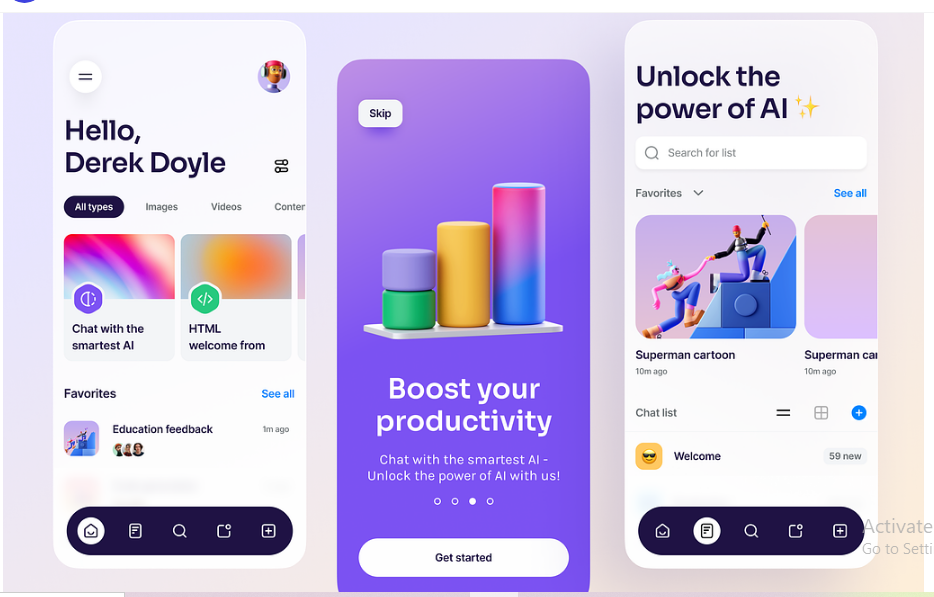 Hello,
Derek Doyle
All types
Images
Videos
Conten
Chat with the
smartest AI
HTML
welcome from
Favorites
See all
Education feedback
1m ago
Skip
Boost your
productivity
Chat with the smartest AI -
Unlock the power of AI with us!
Get started
Unlock the
power of AI ✨
Search for list
Favorites
See all
Superman cartoon
10m ago
Superman car
10m ago
Chat list
Welcome
59 new
Activate
Go to Setti